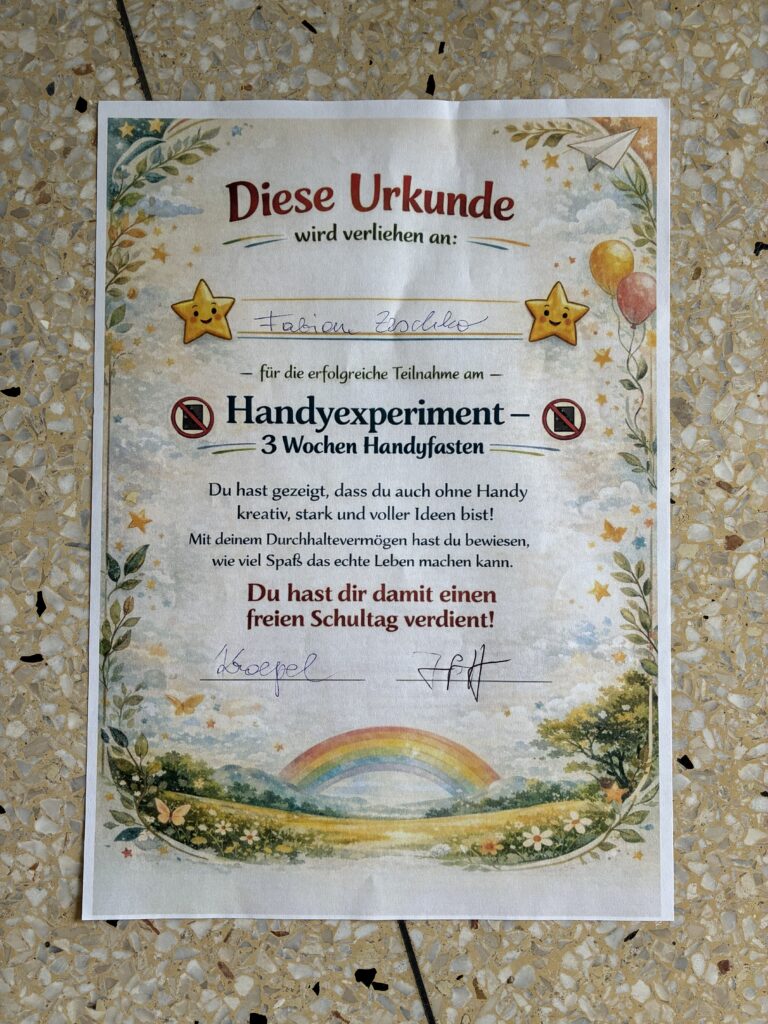 Diese Urkunde
wird verliehen an:
Fabian
– für die erfolgreiche Teilnahme am –
Handyexperiment –
3 Wochen Handyfasten
Du hast gezeigt, dass du auch ohne Handy
kreativ, stark und voller Ideen bist!
Mit deinem Durchhaltevermögen hast du bewiesen,
wie viel Spaß das echte Leben machen kann.
Du hast dir damit einen
freien Schultag verdient!